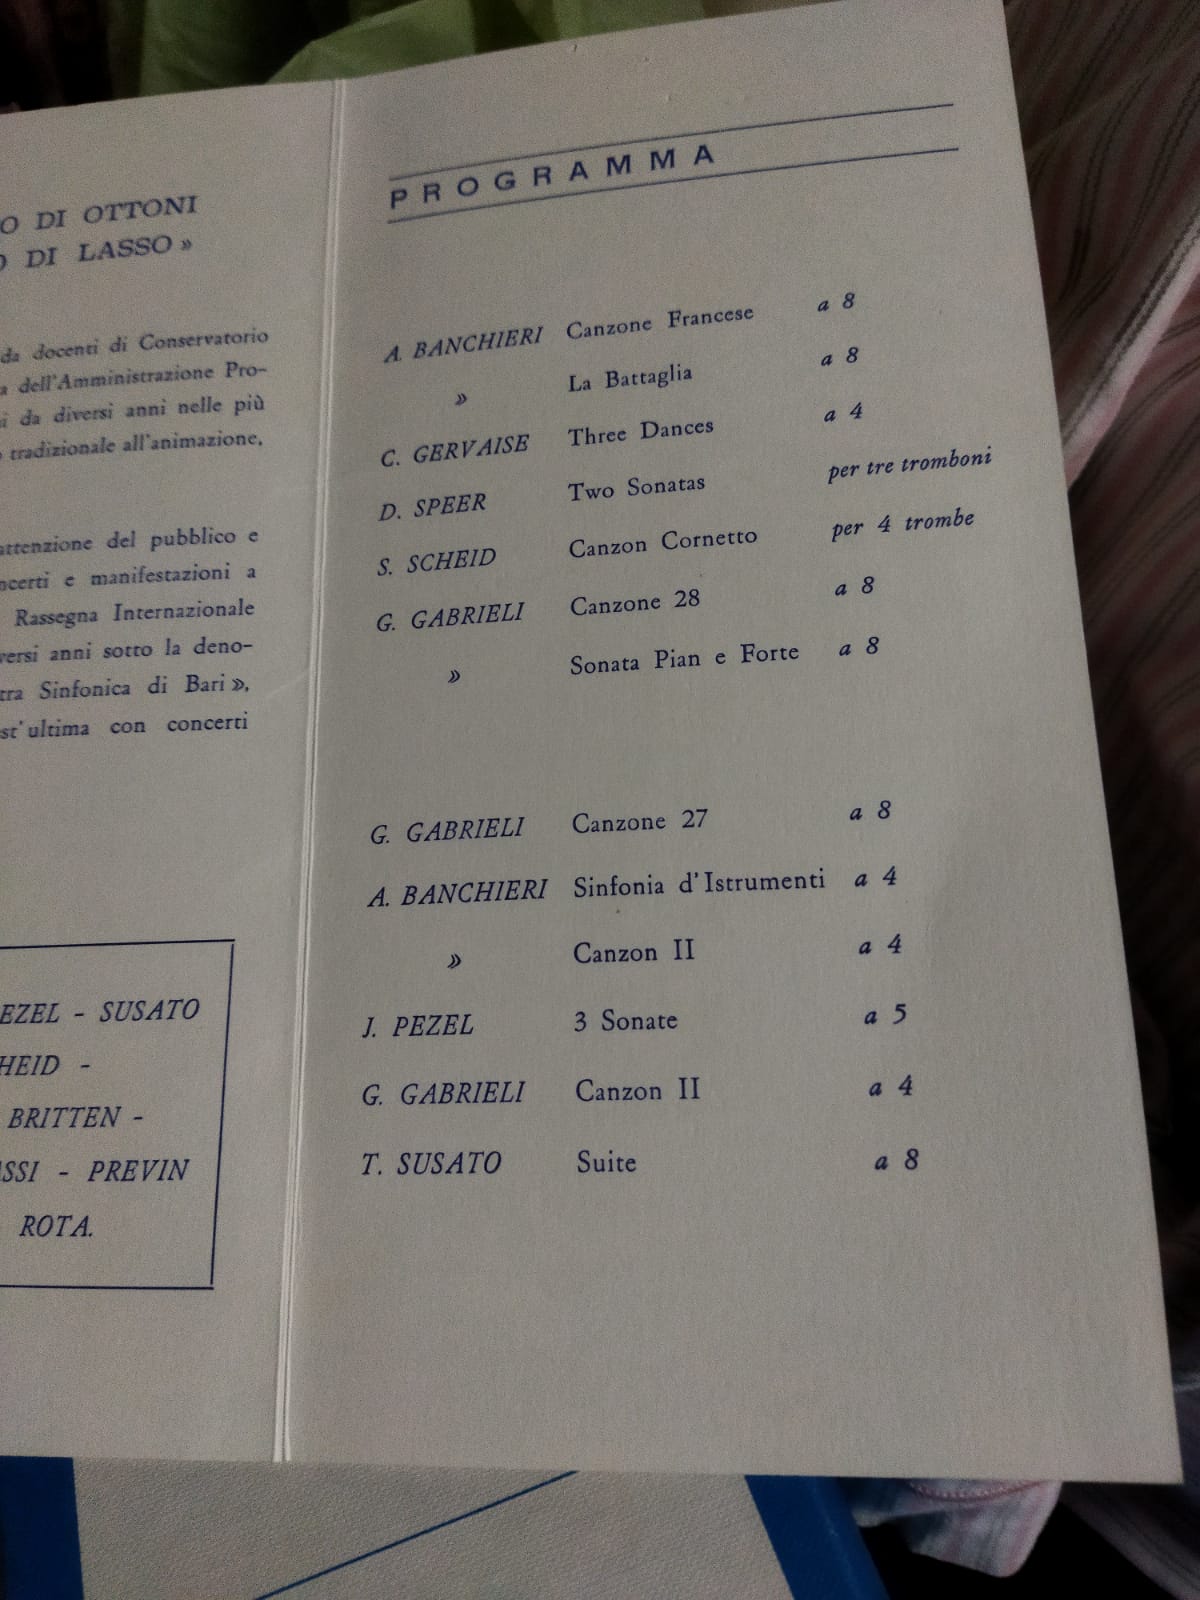 O DI OTTONI
DI LASSO »
da docenti di Conservatorio
dell'Amministrazione Pro-
da diversi anni nelle più
tradizionale all'animazione,
attenzione del pubblico e
ncerti e manifestazioni a
Rassegna Internazionale
versi anni sotto la deno-
tra Sinfonica di Bari »,
st'ultima con concerti
EZEL - SUSATO
HEID -
BRITTEN -
SSI - PREVIN
ROTA.
PROGRAMMA
A. BANCHIERI Canzone Francese a 8
» La Battaglia a 8
C. GERVAISE Three Dances a 4
D. SPEER Two Sonatas per tre tromboni
S. SCHEID Canzon Cornetto per 4 trombe
G. GABRIELI Canzone 28 a 8
» Sonata Pian e Forte a 8
G. GABRIELI Canzone 27 a 8
A. BANCHIERI Sinfonia d'Istrumenti a 4
» Canzon II a 4
J. PEZEL 3 Sonate a 5
G. GABRIELI Canzon II a 4
T. SUSATO Suite a 8